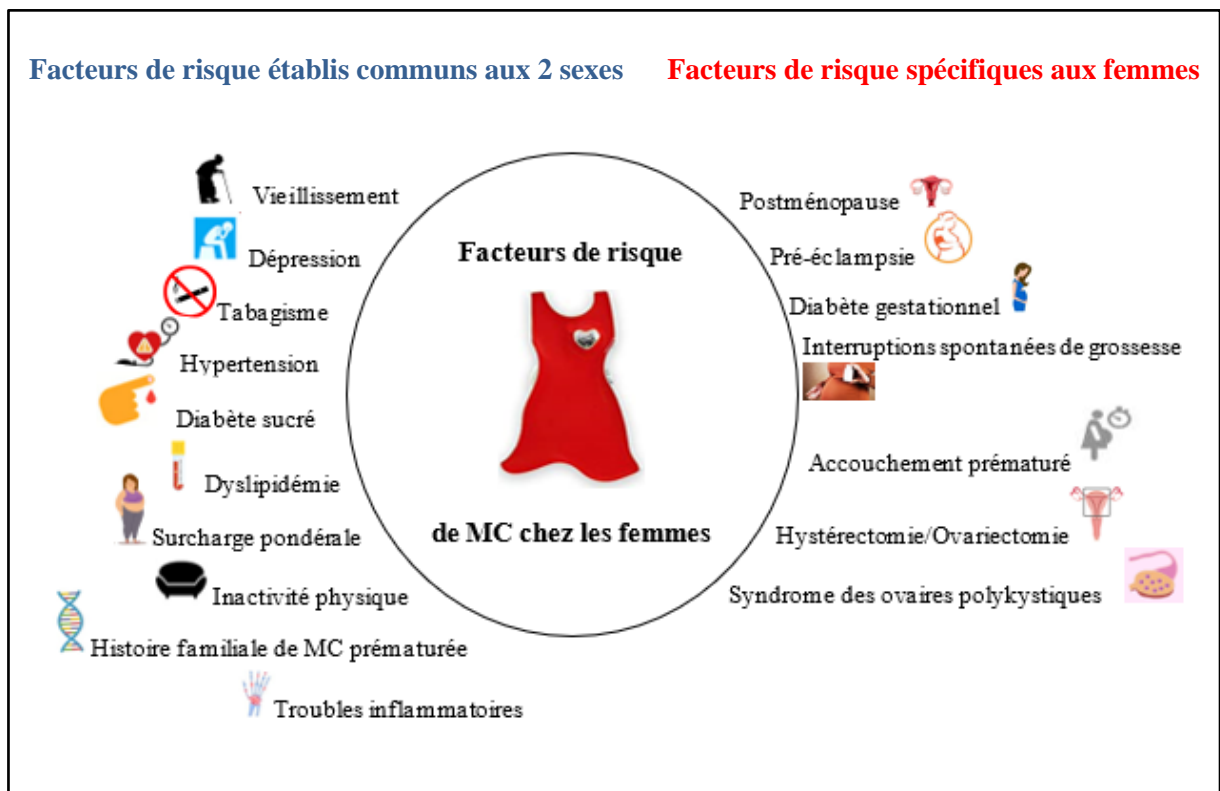 Facteurs de risque établis communs aux 2 sexes
Facteurs de risque spécifiques aux femmes
Vieillissement
Dépression
Tabagisme
Hypertension
Diabète sucré
Dyslipidémie
Surcharge pondérale
Inactivité physique
Histoire familiale de MC prématurée
Troubles inflammatoires
Facteurs de risque
de MC chez les femmes
Postménopause
Pré-éclampsie
Diabète gestationnel
Interruptions spontanées de grossesse
Accouchement prématuré
Hystérectomie/Ovariectomie
Syndrome des ovaires polykystiques